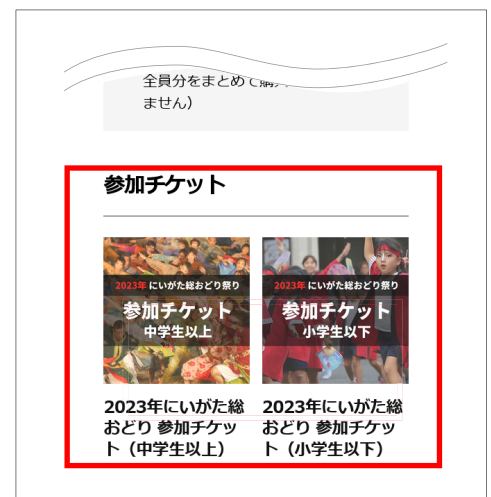 全員分をまとめて購
ません）
参加チケット
2023年 にいがた総おどり祭り
参加チケット
中学生以上
2023年 にいがた総おどり祭り
参加チケット
小学生以下
2023年にいがた総
おどり 参加チケッ
ト（中学生以上）
2023年にいがた総
おどり 参加チケッ
ト（小学生以下）